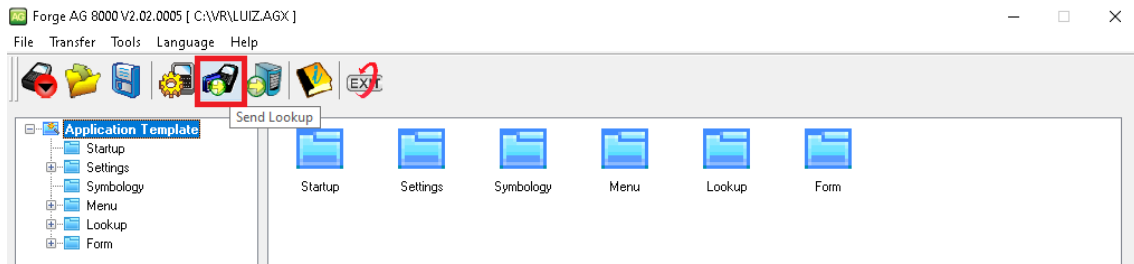 AG Forge AG 8000 V2.02.0005 [ C:\VR\LUIZ.AGX ]
File Transfer Tools Language Help
EXIT
Send Lookup
Application Template
Startup
Settings
Symbology
Menu
Lookup
Form
Startup Settings Symbology Menu Lookup Form